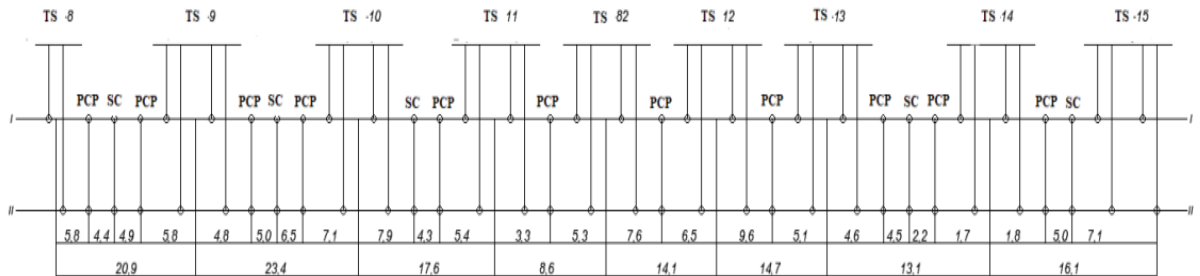 TS -8 TS -9 TS -10 TS 11 TS 82 TS 12 TS -13 TS 14 TS -15
PCP SC PCP PCP SC PCP SC PCP PCP PCP PCP PCP SC PCP PCP SC
I I
II II
5.8 4.4 4.9 5.8 4.8 5.0 6.5 7.1 7.9 4.3 5.4 3.3 5.3 7.6 6.5 9.6 5.1 4.6 4.5 2.2 1.7 1.8 5.0 7.1
20,9 23,4 17,6 8,6 14,1 14,7 13,1 16,1